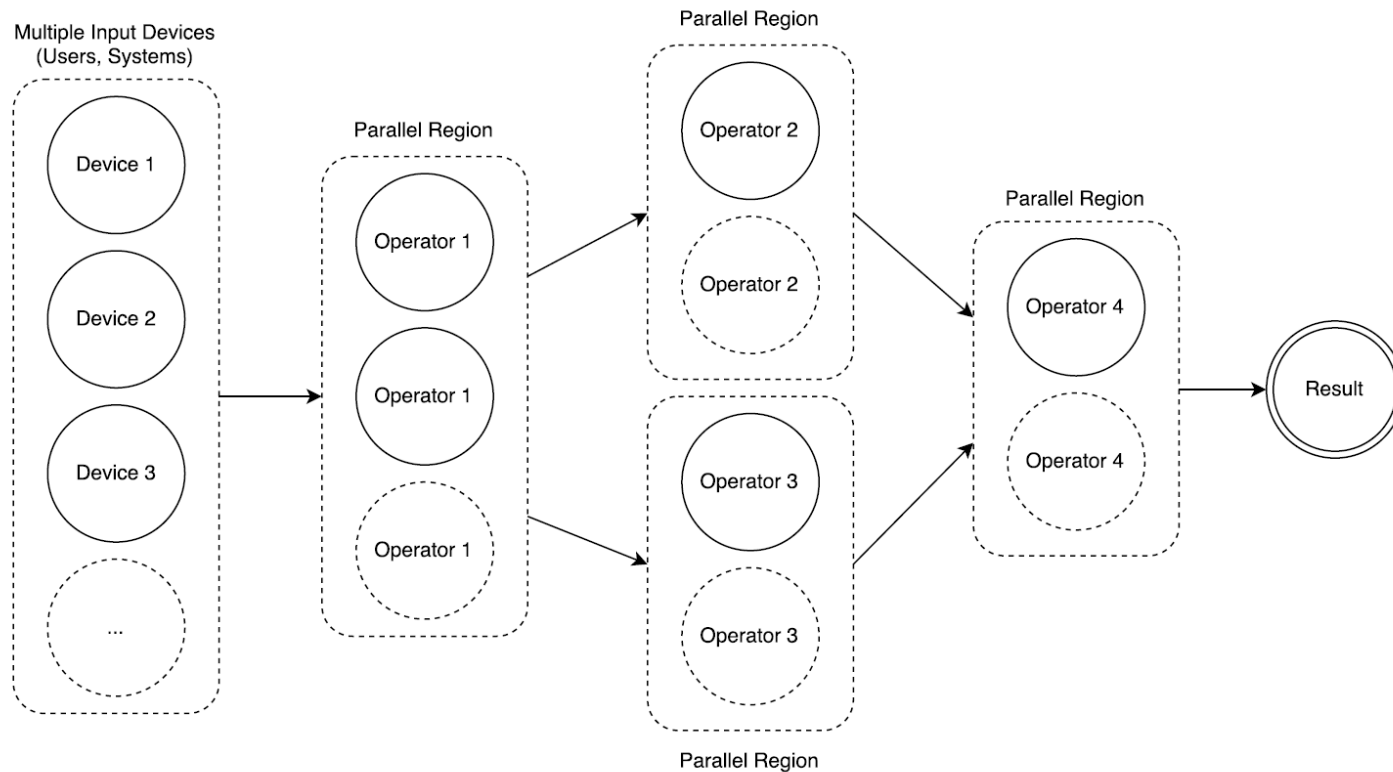 Multiple Input Devices
(Users, Systems)
Device 1
Device 2
Device 3
...
Parallel Region
Operator 1
Operator 1
Operator 1
Parallel Region
Operator 2
Operator 2
Operator 3
Operator 3
Parallel Region
Parallel Region
Operator 4
Operator 4
Result